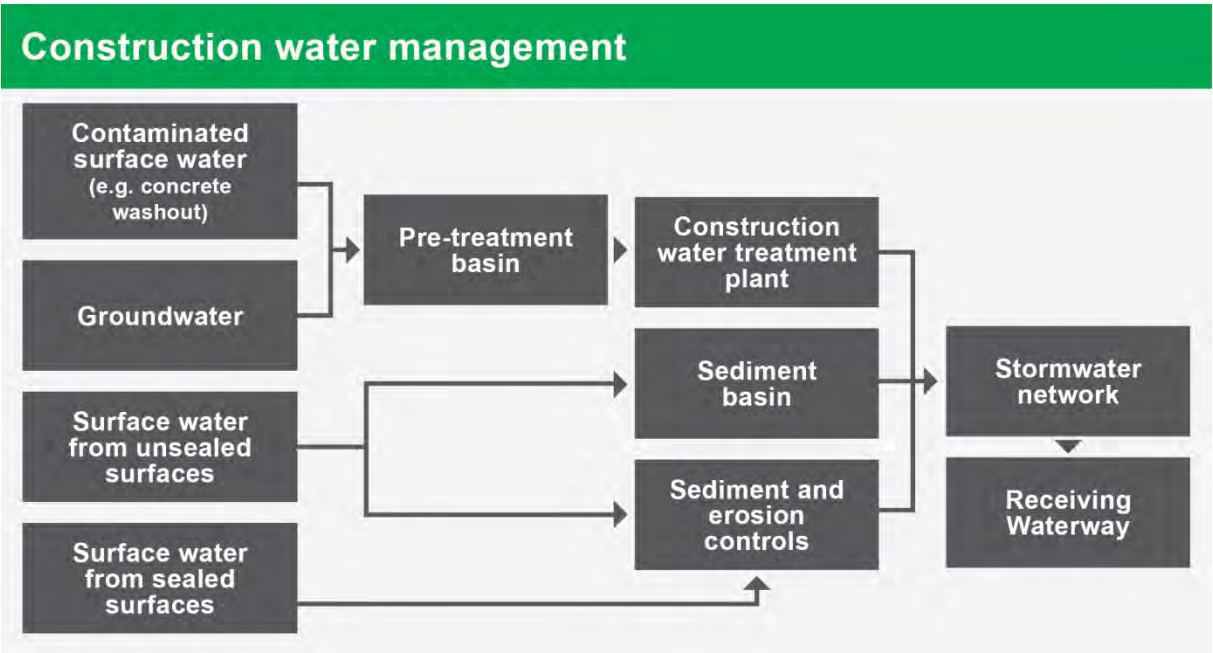 Construction water management
Contaminated
surface water
(e.g. concrete
washout)
Groundwater
Surface water
from unsealed
surfaces
Surface water
from sealed
surfaces
Pre-treatment
basin
Construction
water treatment
plant
Sediment
basin
Sediment and
erosion
controls
Stormwater
network
Receiving
Waterway